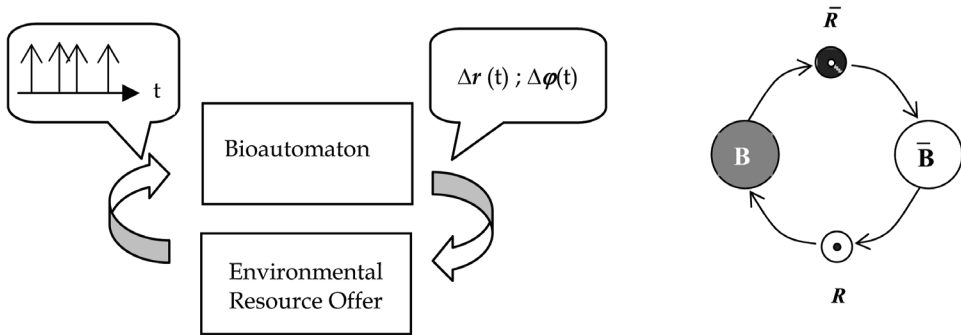 t
Δr (t) ; Δφ(t)
Bioautomaton
Environmental
Resource Offer
R̄
B
B̄
R